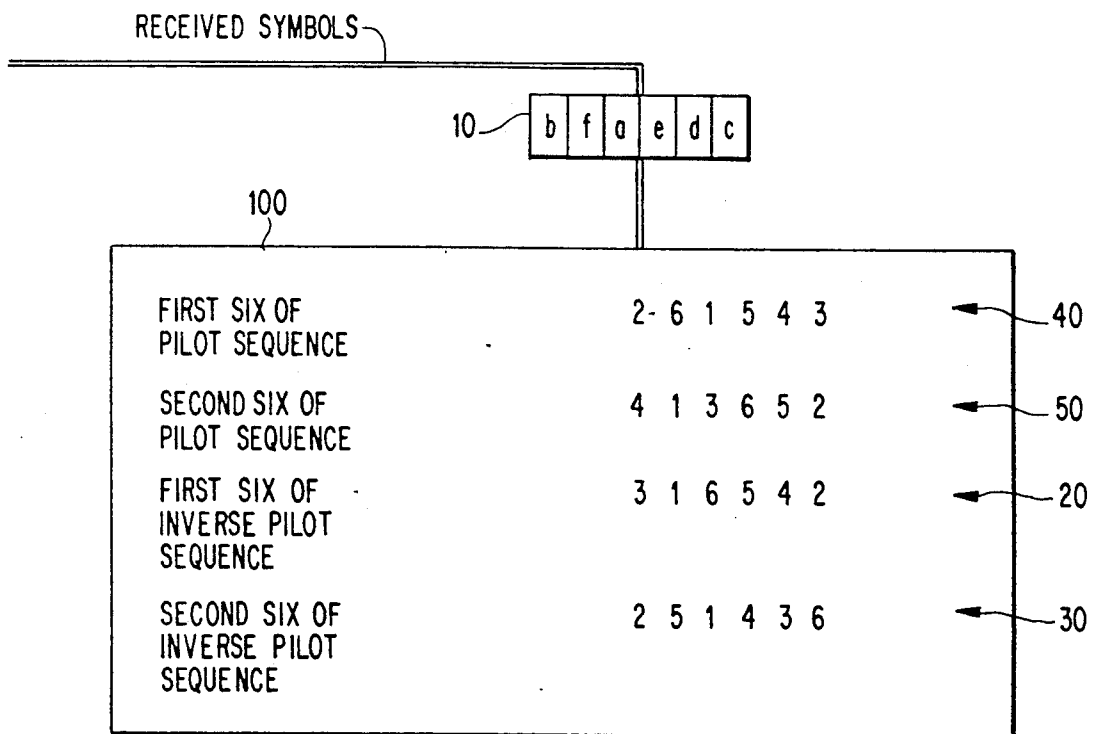 RECEIVED SYMBOLS
10 b f a e d c
100
FIRST SIX OF 2- 6 1 5 4 3 40
PILOT SEQUENCE
SECOND SIX OF 4 1 3 6 5 2 50
PILOT SEQUENCE
FIRST SIX OF 3 1 6 5 4 2 20
INVERSE PILOT
SEQUENCE
SECOND SIX OF 2 5 1 4 3 6 30
INVERSE PILOT
SEQUENCE